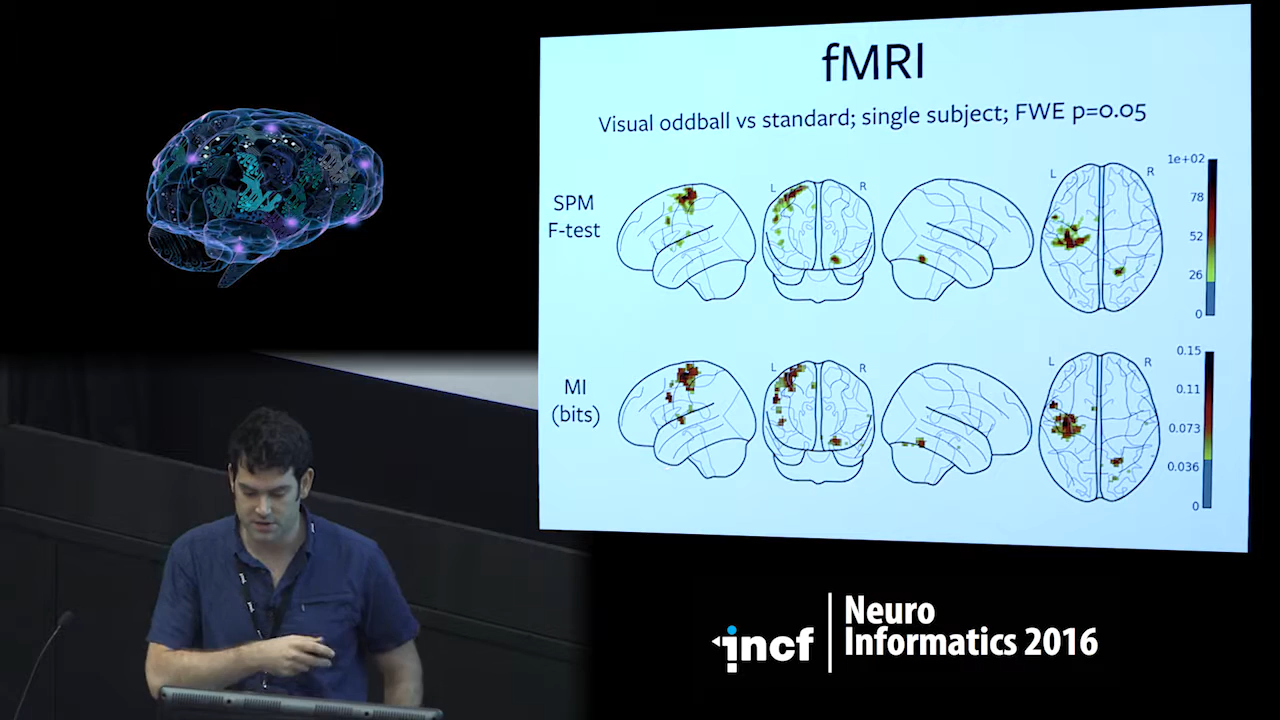 fMRI
Visual oddball vs standard; single subject; FWE p=0.05
SPM
F-test
L
R
L
R
1e+02
78
52
26
0
MI
(bits)
L
R
L
R
0.15
0.11
0.073
0.036
0
incf
Neuro
Informatics 2016